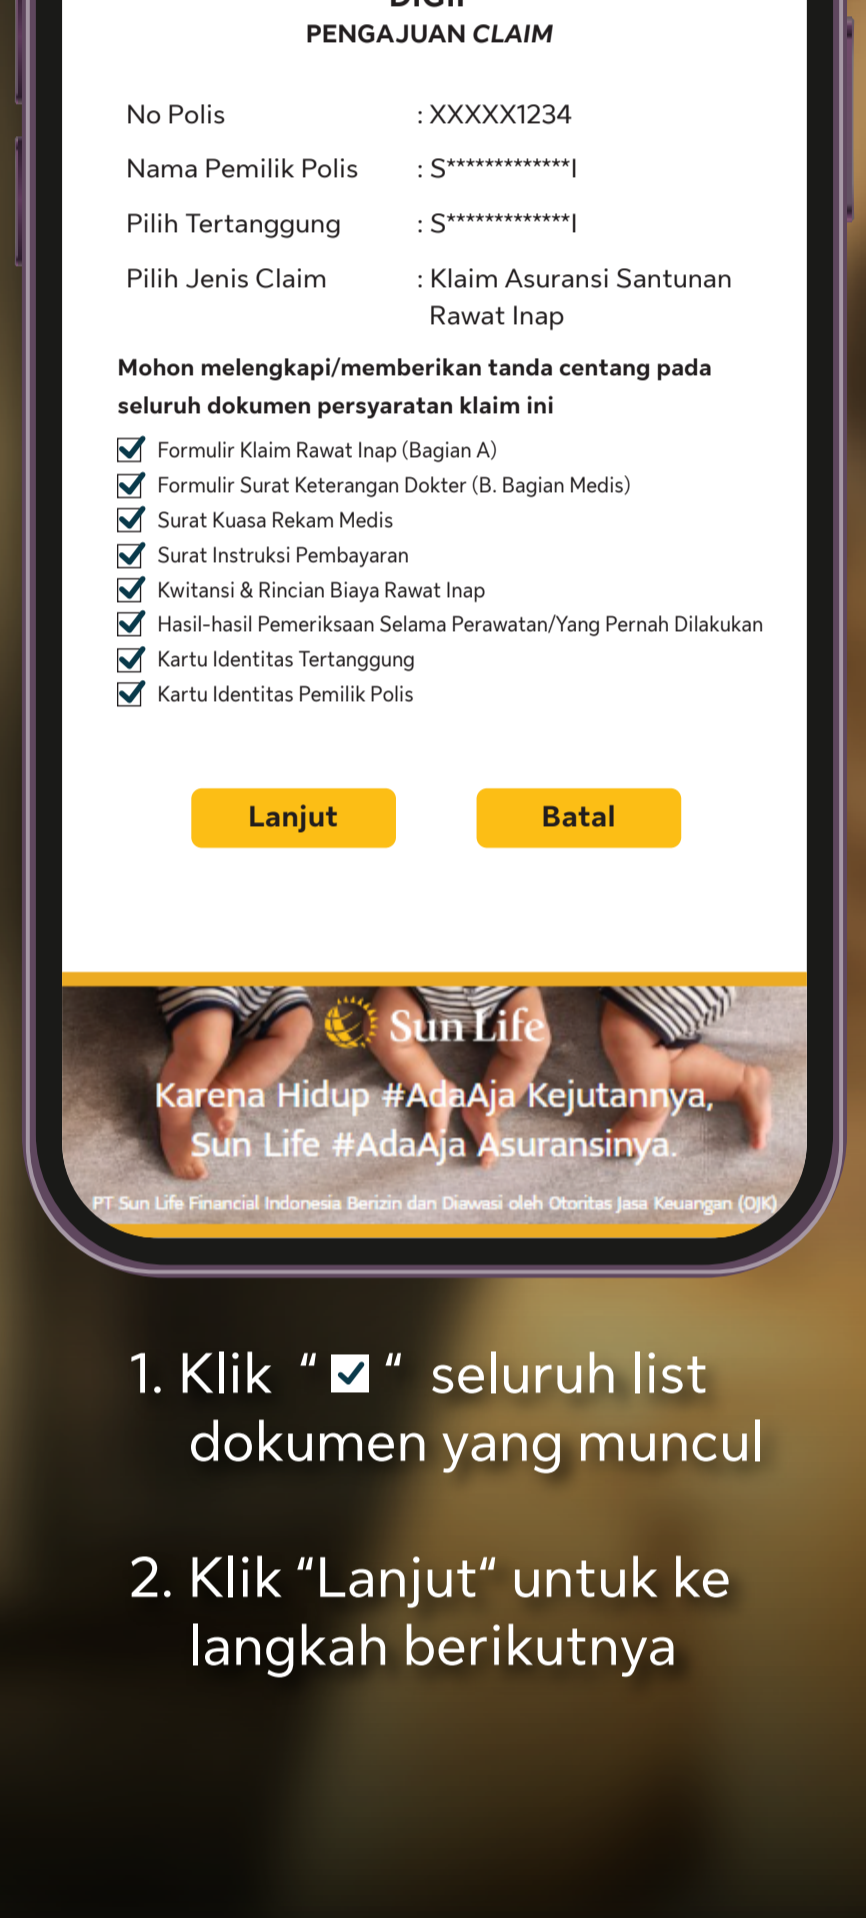 PENGAJUAN CLAIM
No Polis : XXXXX1234
Nama Pemilik Polis : S*************I
Pilih Tertanggung : S*************I
Pilih Jenis Claim : Klaim Asuransi Santunan
Rawat Inap
Mohon melengkapi/memberikan tanda centang pada
seluruh dokumen persyaratan klaim ini
Formulir Klaim Rawat Inap (Bagian A)
Formulir Surat Keterangan Dokter (B. Bagian Medis)
Surat Kuasa Rekam Medis
Surat Instruksi Pembayaran
Kwitansi & Rincian Biaya Rawat Inap
Hasil-hasil Pemeriksaan Selama Perawatan/Yang Pernah Dilakukan
Kartu Identitas Tertanggung
Kartu Identitas Pemilik Polis
Lanjut Batal
Sun Life
Karena Hidup #AdaAja Kejutannya,
Sun Life #AdaAja Asuransinya.
PT Sun Life Financial Indonesia Berizin dan Diawasi oleh Otoritas Jasa Keuangan (OJK)
1. Klik “ ☑ “ seluruh list
dokumen yang muncul
2. Klik “Lanjut“ untuk ke
langkah berikutnya